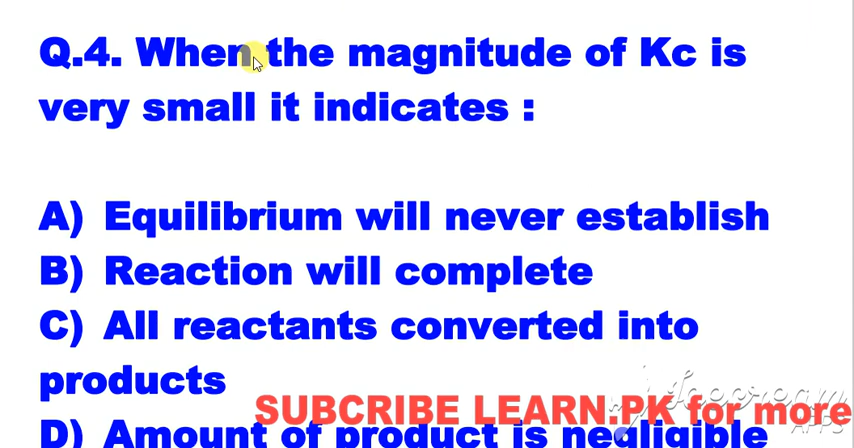 Q.4. When the magnitude of Kc is
very small it indicates :
A) Equilibrium will never establish
B) Reaction will complete
C) All reactants converted into
products
SUBCRIBE LEARN.PK for more
D) Amount of product is negligible